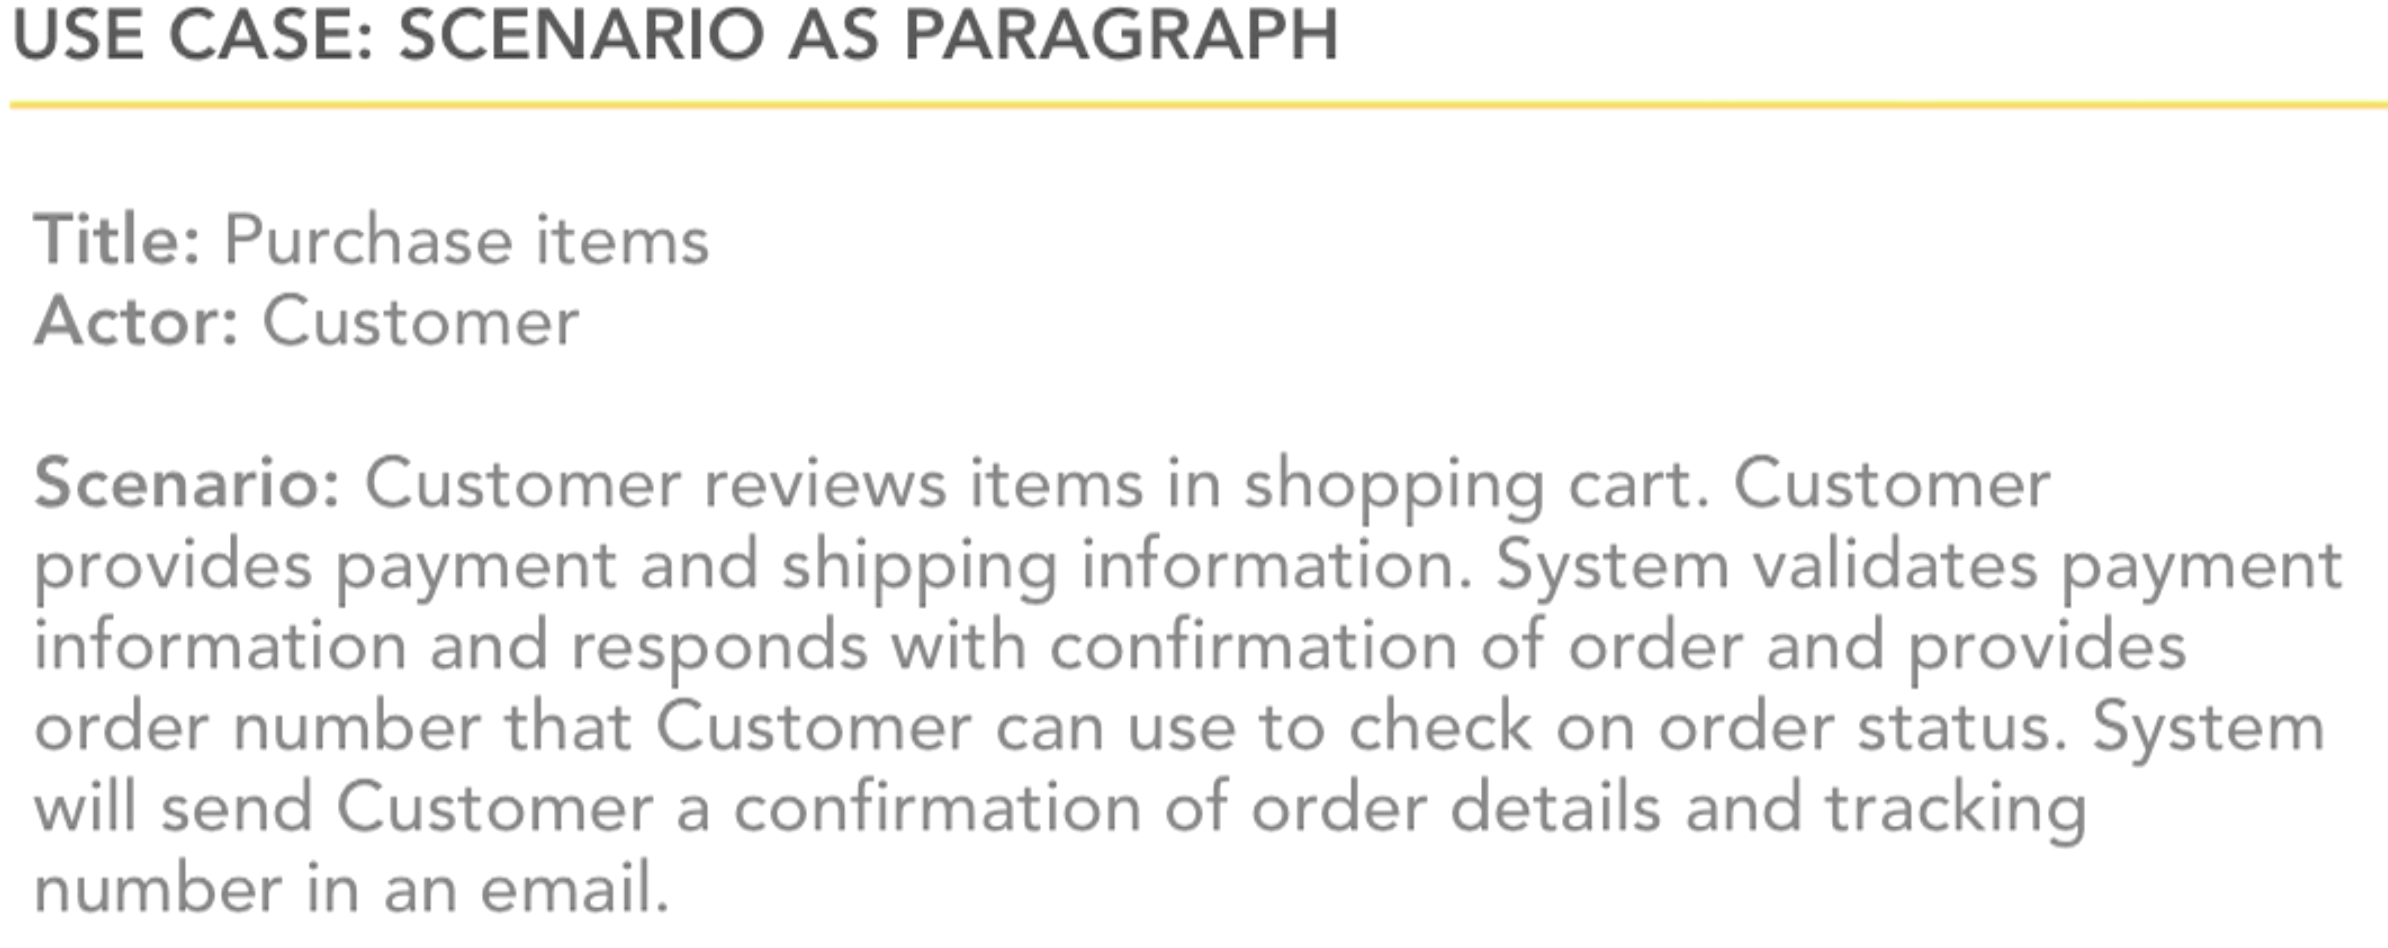 USE CASE: SCENARIO AS PARAGRAPH
Title: Purchase items
Actor: Customer
Scenario: Customer reviews items in shopping cart. Customer
provides payment and shipping information. System validates payment
information and responds with confirmation of order and provides
order number that Customer can use to check on order status. System
will send Customer a confirmation of order details and tracking
number in an email.